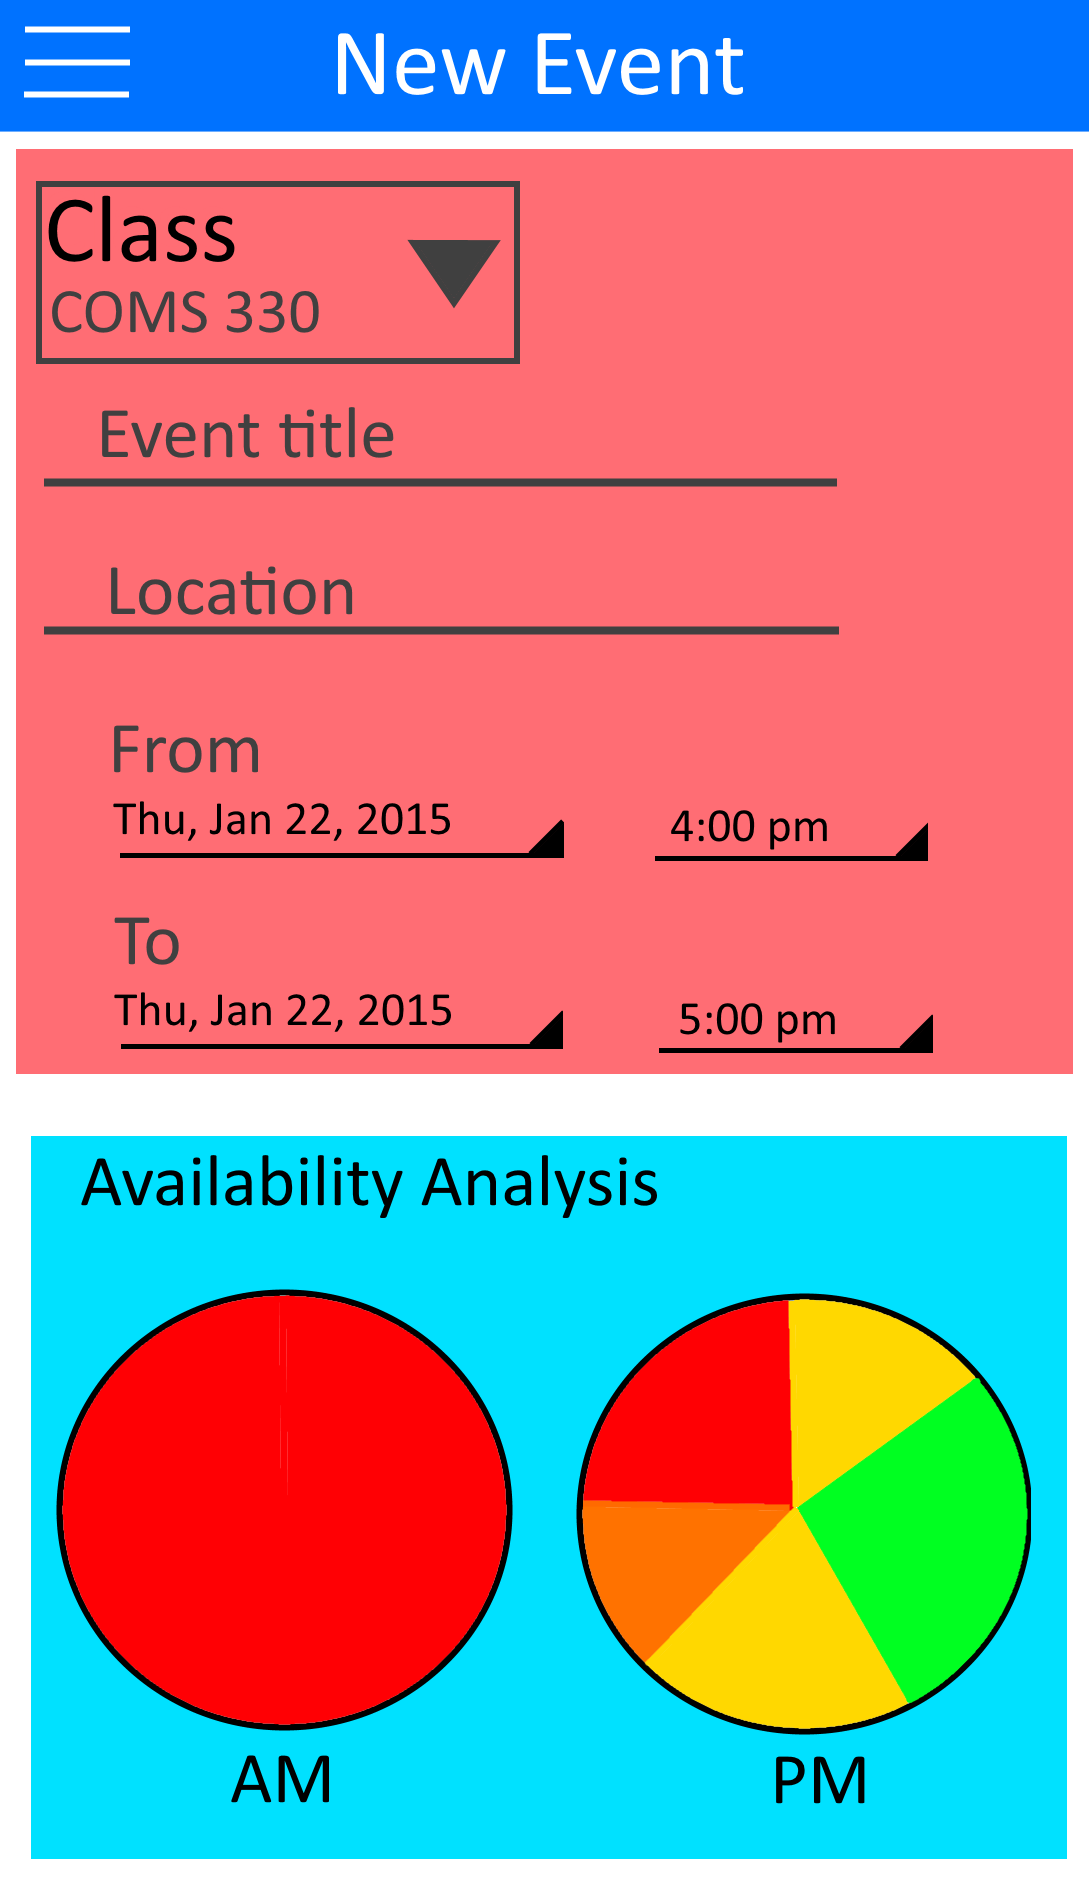 New Event
Class
COMS 330
Event title
Location
From
Thu, Jan 22, 2015 4:00 pm
To
Thu, Jan 22, 2015 5:00 pm
Availability Analysis
AM PM